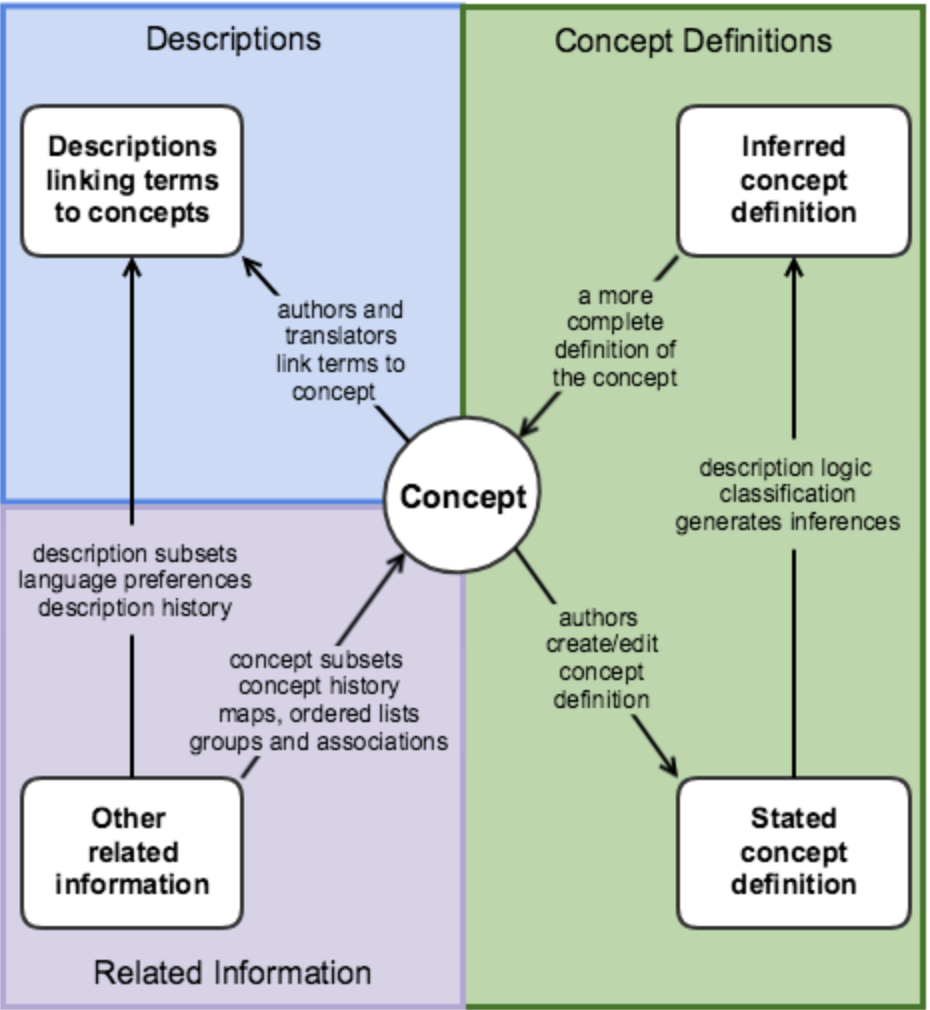 Descriptions
Concept Definitions
Descriptions
linking terms
to concepts
Inferred
concept
definition
authors and
translators
link terms to
concept
a more
complete
definition of
the concept
Concept
description logic
classification
generates inferences
description subsets
language preferences
description history
authors
create/edit
concept
definition
concept subsets
concept history
maps, ordered lists
groups and associations
Other
related
information
Stated
concept
definition
Related Information